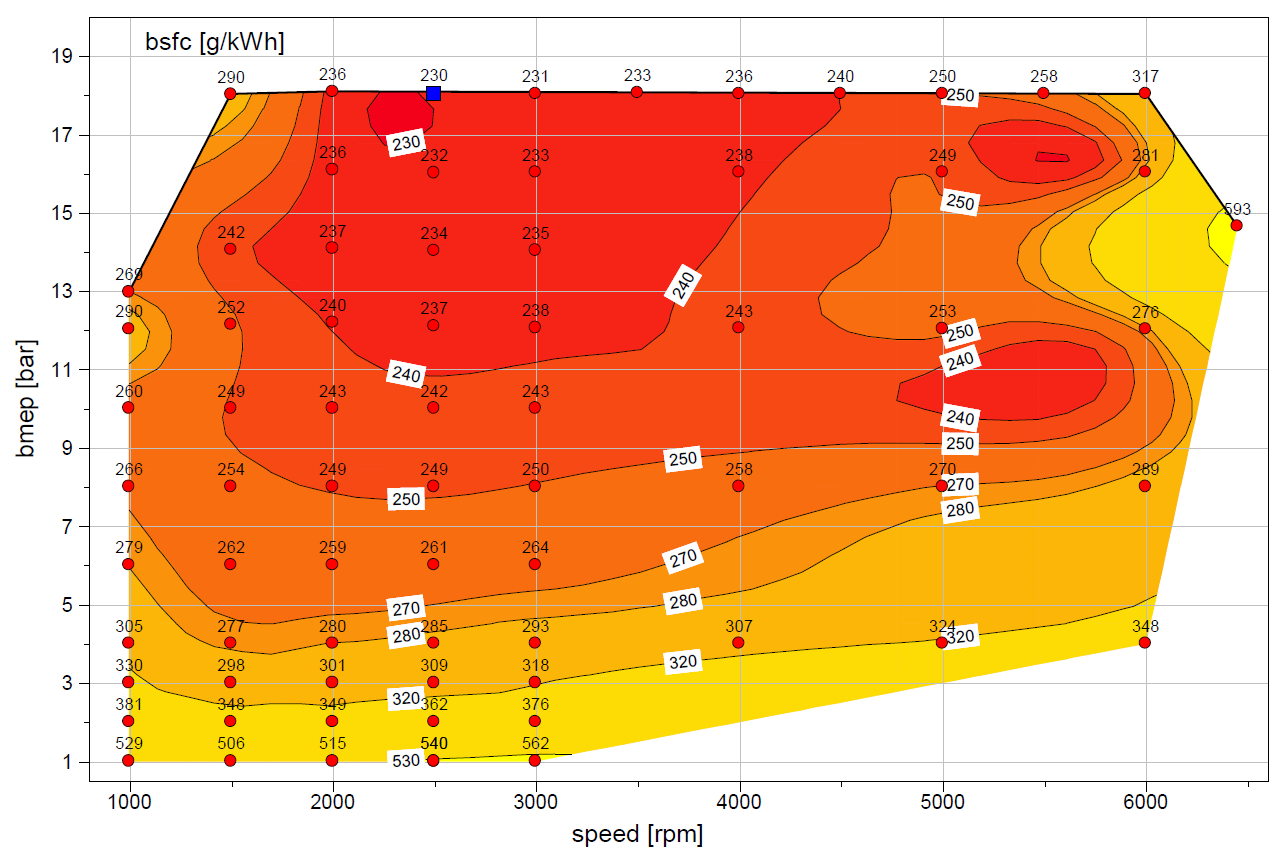 bsfc [g/kWh]
19
290 236 230 231 233 236 240 250 258 317
250
17
230
236 232 233 238 249 281
250
15
593
242 237 234 235
240
269
13
290 252 240 237 238 243 253 276
250
240
11
240
260 249 243 242 243
240
250
9
250
266 254 249 249 250 258 270 289
270
250
280
7
279 262 259 261 264
270
5
270
280
305 277 280 285 293 307 324 348
280
320
330 298 301 309 318
320
3
320
381 348 349 362 376
529 506 515 540 562
1
530
1000 2000 3000 4000 5000 6000
speed [rpm]
bmep [bar]